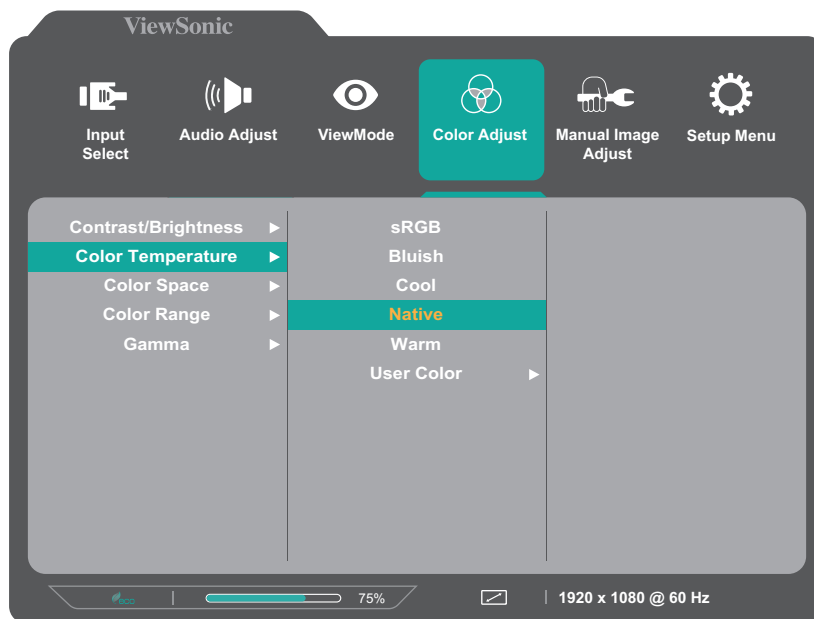 ViewSonic
Input
Select
Audio Adjust
ViewMode
Color Adjust
Manual Image
Adjust
Setup Menu
Contrast/Brightness
Color Temperature
Color Space
Color Range
Gamma
sRGB
Bluish
Cool
Native
Warm
User Color
eco
75%
1920 x 1080 @ 60 Hz